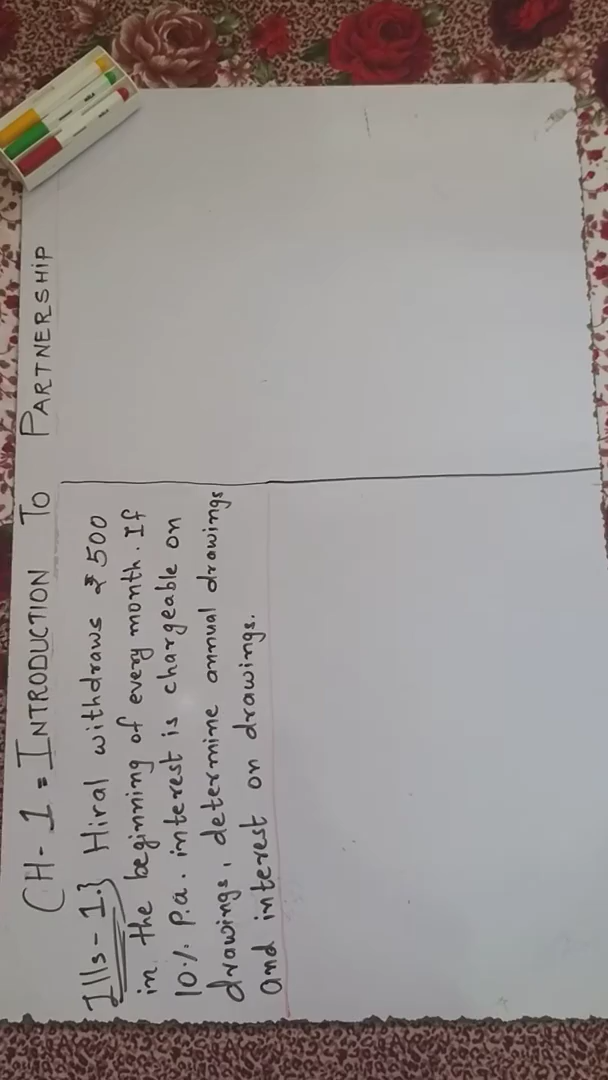 CH-1 = INTRODUCTION TO PARTNERSHIP
Ills-1.} Hiral withdraws ₹500
in the beginning of every month. If
10% p.a. interest is chargeable on
drawings, determine annual drawings
and interest on drawings.